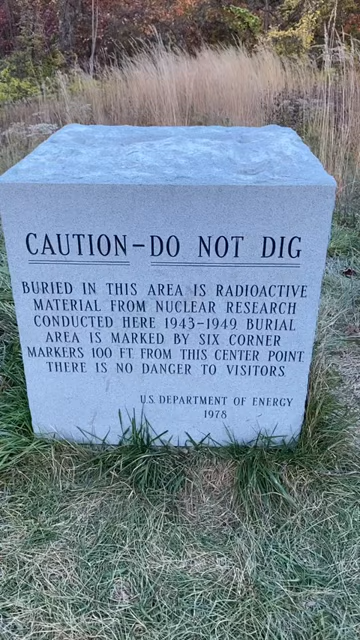 CAUTION-DO NOT DIG
BURIED IN THIS AREA IS RADIOACTIVE
MATERIAL FROM NUCLEAR RESEARCH
CONDUCTED HERE 1943-1949 BURIAL
AREA IS MARKED BY SIX CORNER
MARKERS 100 FT FROM THIS CENTER POINT
THERE IS NO DANGER TO VISITORS
U.S. DEPARTMENT OF ENERGY
1978